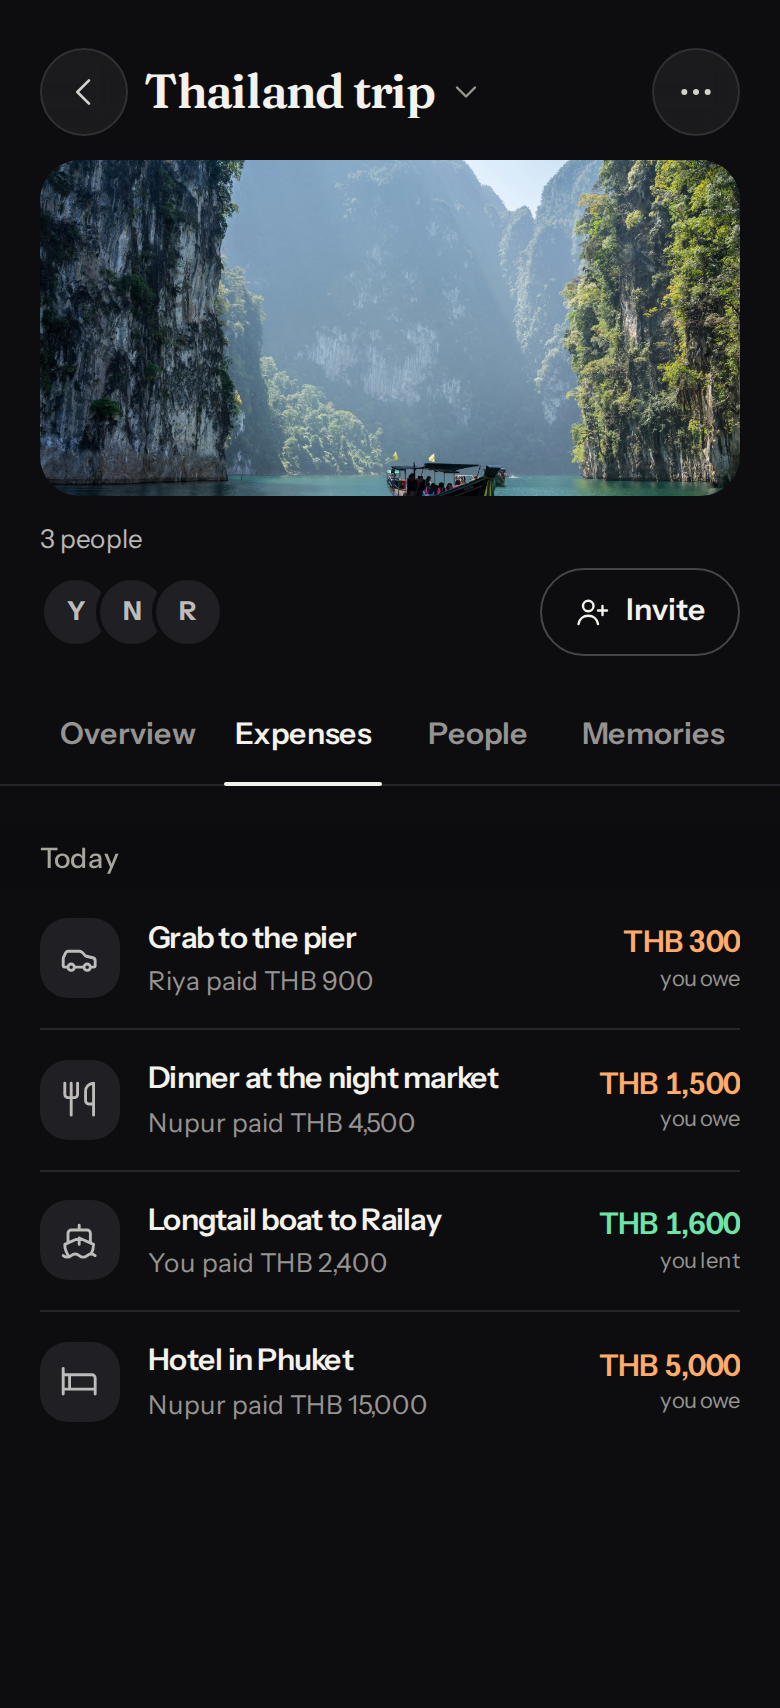 Thailand trip
3 people
Y N R
Invite
Overview Expenses People Memories
Today
Grab to the pier
THB 300
Riya paid THB 900
you owe
Dinner at the night market
THB 1,500
Nupur paid THB 4,500
you owe
Longtail boat to Railay
THB 1,600
You paid THB 2,400
you lent
Hotel in Phuket
THB 5,000
Nupur paid THB 15,000
you owe